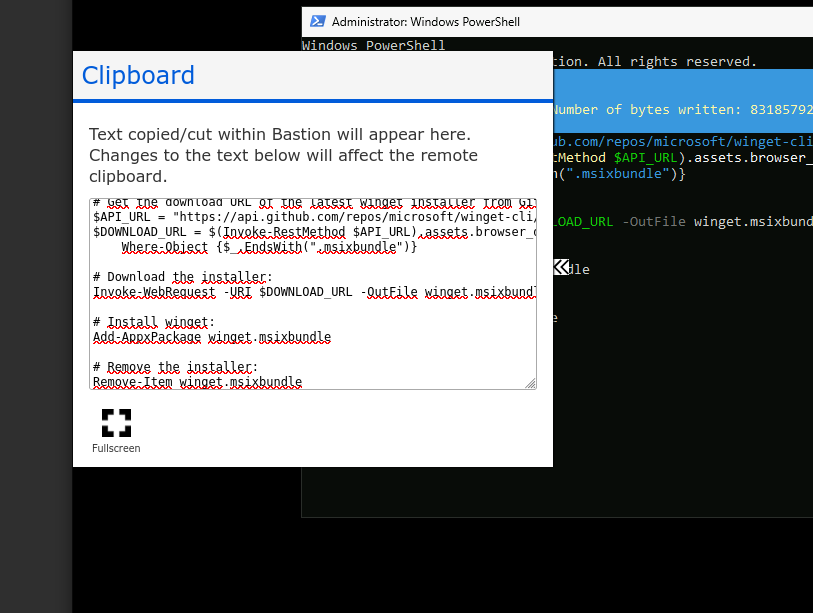 Administrator: Windows PowerShell
Windows PowerShell
tion. All rights reserved.
Number of bytes written: 83185792
ub.com/repos/microsoft/winget-cli
tMethod $API_URL).assets.browser_
h(".msixbundle")}
LOAD_URL -OutFile winget.msixbund
dle
e
Clipboard
Text copied/cut within Bastion will appear here.
Changes to the text below will affect the remote
clipboard.
# Get the download URL of the latest winget installer from Git
$API_URL = "https://api.github.com/repos/microsoft/winget-cli/
$DOWNLOAD_URL = $(Invoke-RestMethod $API_URL).assets.browser_d
Where-Object {$_.EndsWith(".msixbundle")}
# Download the installer:
Invoke-WebRequest -URI $DOWNLOAD_URL -OutFile winget.msixbundl
# Install winget:
Add-AppxPackage winget.msixbundle
# Remove the installer:
Remove-Item winget.msixbundle
Fullscreen